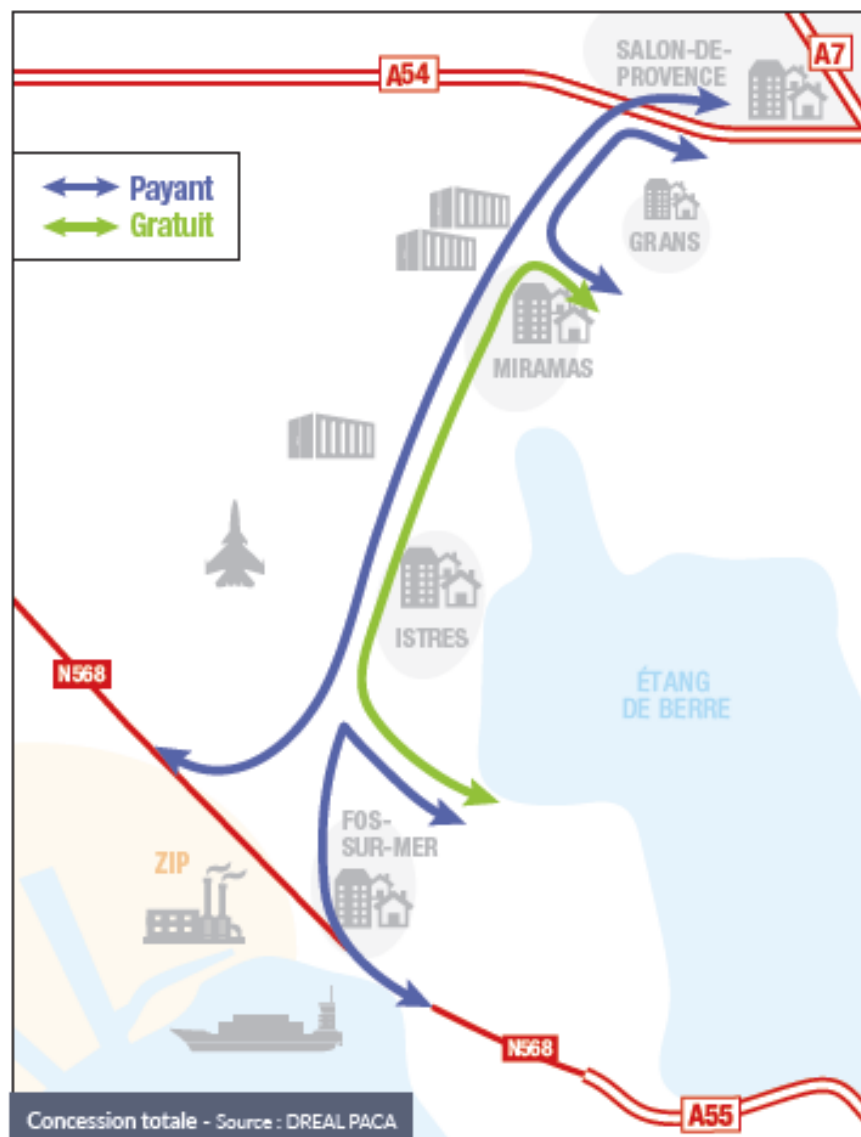 SALON-DE-
PROVENCE
A7
A54
Payant
Gratuit
GRANS
MIRAMAS
ISTRES
N568
ÉTANG
DE BERRE
FOS-
SUR-MER
ZIP
N568
A55
Concession totale - Source : DREAL PACA